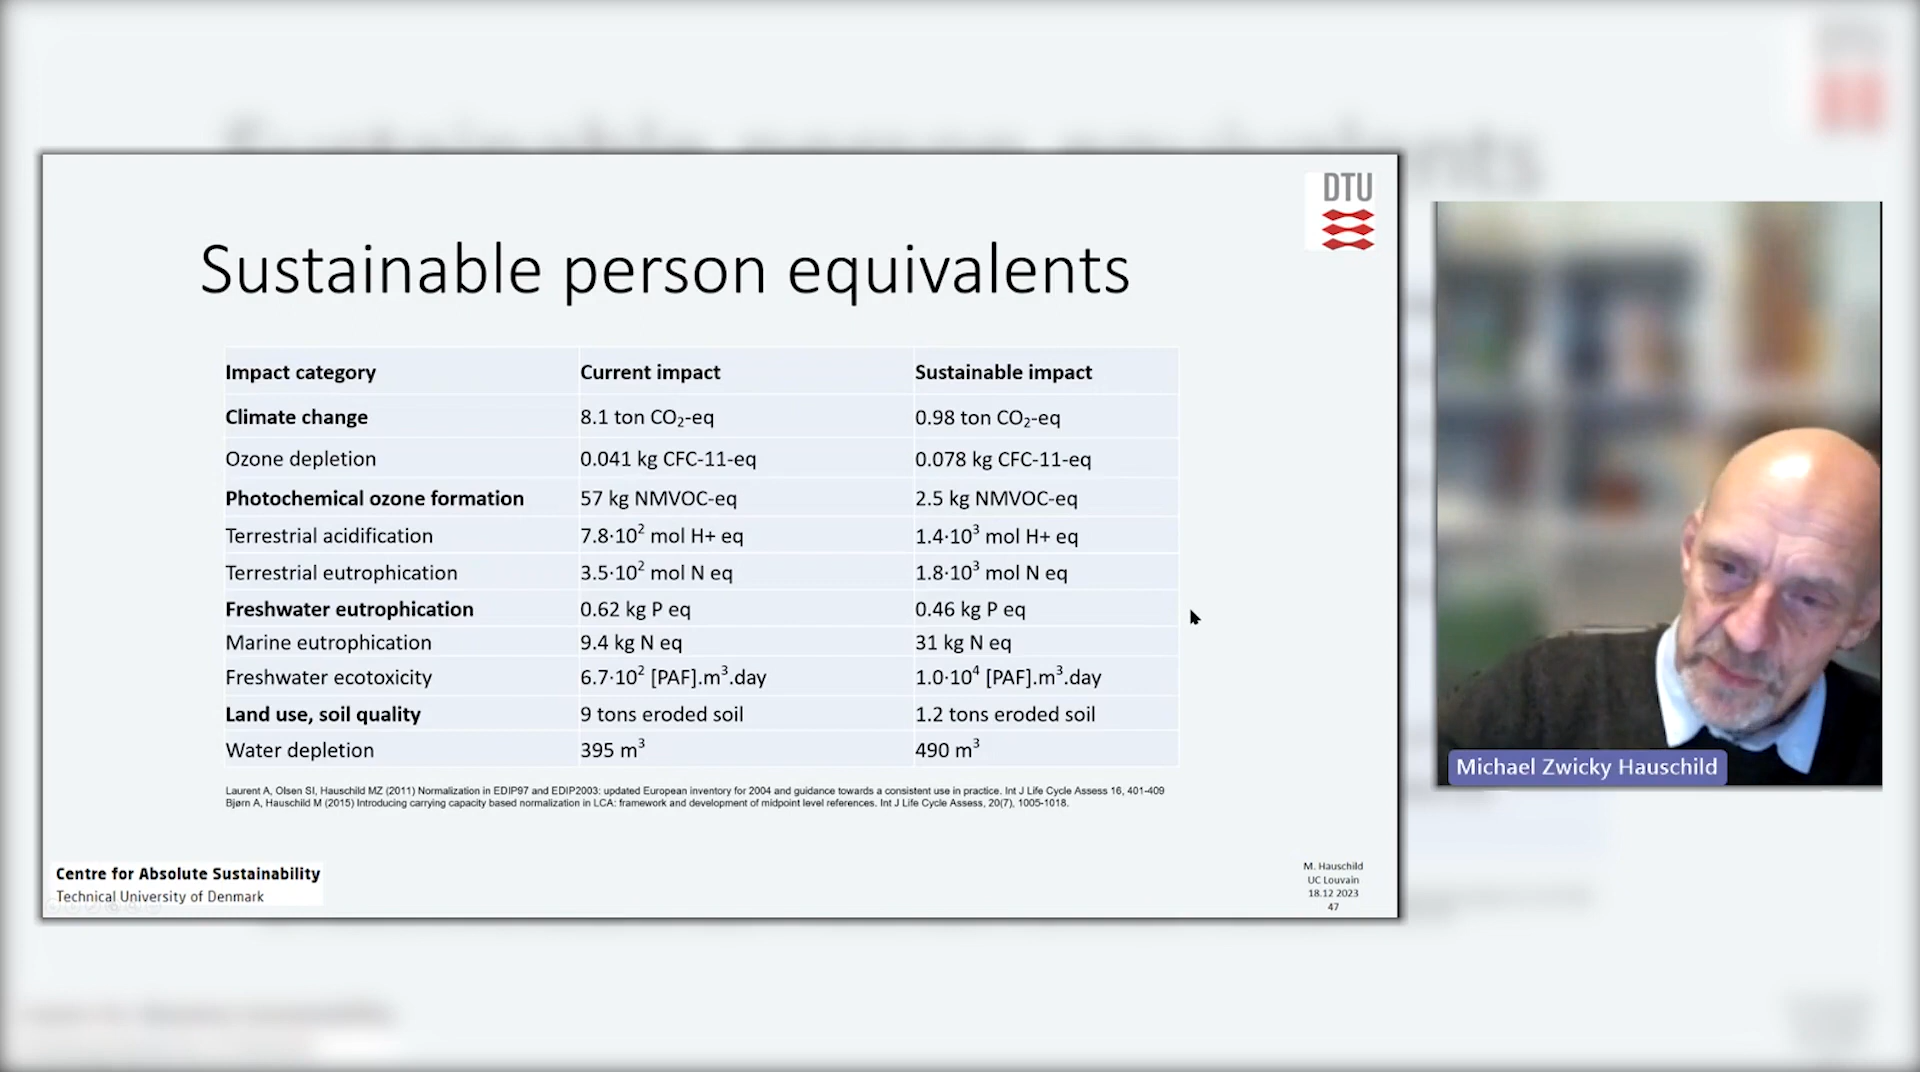 DTU
Sustainable person equivalents
Impact category Current impact Sustainable impact
Climate change 8.1 ton CO₂-eq 0.98 ton CO₂-eq
Ozone depletion 0.041 kg CFC-11-eq 0.078 kg CFC-11-eq
Photochemical ozone formation 57 kg NMVOC-eq 2.5 kg NMVOC-eq
Terrestrial acidification 7.8·10² mol H+ eq 1.4·10³ mol H+ eq
Terrestrial eutrophication 3.5·10² mol N eq 1.8·10³ mol N eq
Freshwater eutrophication 0.62 kg P eq 0.46 kg P eq
Marine eutrophication 9.4 kg N eq 31 kg N eq
Freshwater ecotoxicity 6.7·10² [PAF].m³.day 1.0·10⁴ [PAF].m³.day
Land use, soil quality 9 tons eroded soil 1.2 tons eroded soil
Water depletion 395 m³ 490 m³
Laurent A, Olsen SI, Hauschild MZ (2011) Normalization in EDIP97 and EDIP2003: updated European inventory for 2004 and guidance towards a consistent use in practice. Int J Life Cycle Assess 16, 401-409
Bjørn A, Hauschild M (2015) Introducing carrying capacity based normalization in LCA: framework and development of midpoint level references. Int J Life Cycle Assess, 20(7), 1005-1018.
Centre for Absolute Sustainability
Technical University of Denmark
M. Hauschild
UC Louvain
18.12 2023
47
Michael Zwicky Hauschild